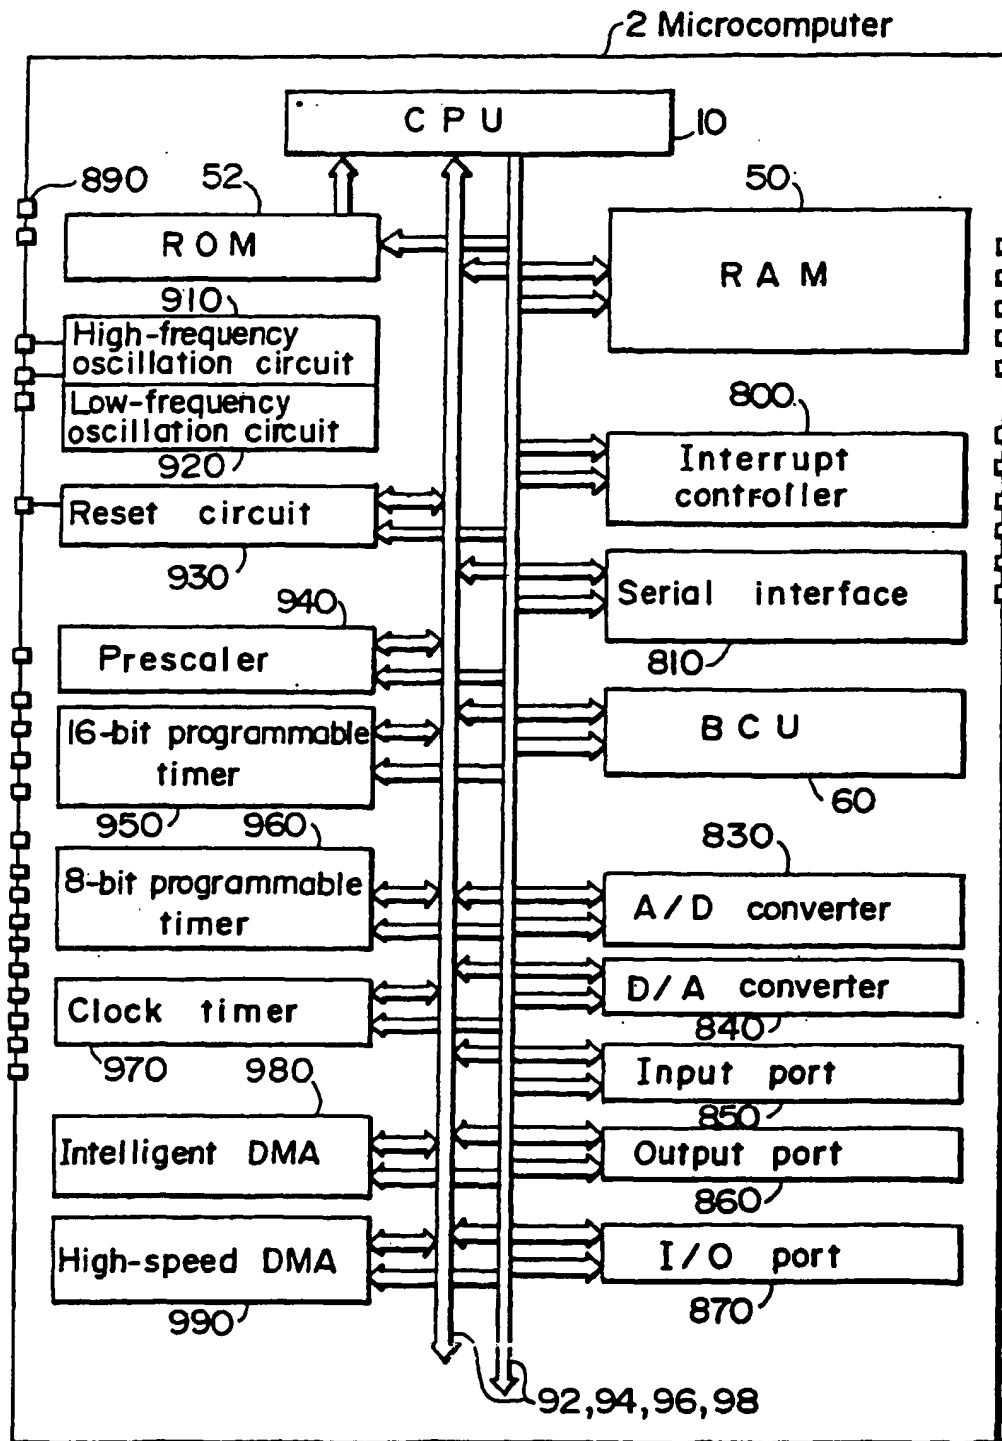 2 Microcomputer
CPU
10
890
52
50
ROM
RAM
910
High-frequency
oscillation circuit
Low-frequency
oscillation circuit
920
800
Interrupt
controller
Reset circuit
930
Serial interface
810
940
Prescaler
BCU
60
16-bit programmable
timer
950
960
830
8-bit programmable
timer
A/D converter
D/A converter
840
Clock timer
970
980
Input port
850
Intelligent DMA
Output port
860
High-speed DMA
990
I/O port
870
92,94,96,98